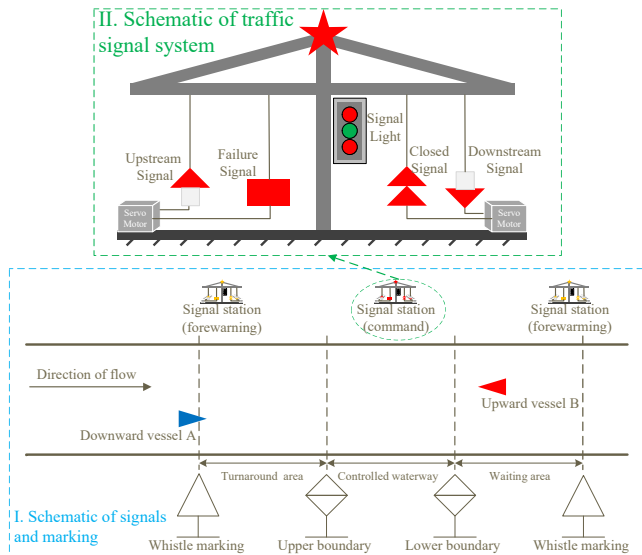 II. Schematic of traffic
signal system
Signal
Light
Upstream
Signal
Failure
Signal
Closed
Signal
Downstream
Signal
Servo
Motor
Servo
Motor
Signal station
(forewarning)
Signal station
(command)
Signal station
(forewarning)
Direction of flow
Upward vessel B
Downward vessel A
Turnaround area
Controlled waterway
Waiting area
I. Schematic of signals
and marking
Whistle marking
Upper boundary
Lower boundary
Whistle marking